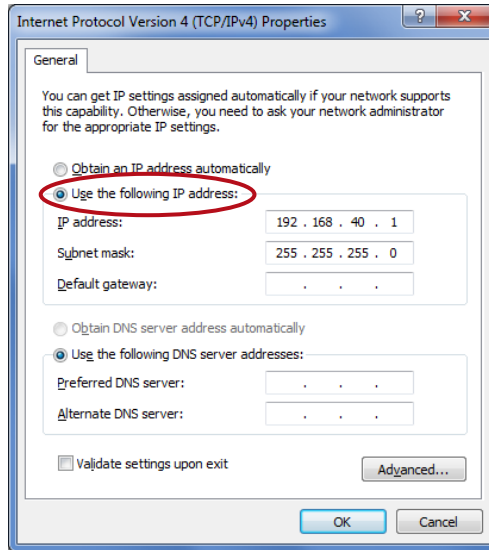 Internet Protocol Version 4 (TCP/IPv4) Properties
General
You can get IP settings assigned automatically if your network supports
this capability. Otherwise, you need to ask your network administrator
for the appropriate IP settings.
Obtain an IP address automatically
Use the following IP address:
IP address: 192 . 168 . 40 . 1
Subnet mask: 255 . 255 . 255 . 0
Default gateway: . . .
Obtain DNS server address automatically
Use the following DNS server addresses:
Preferred DNS server: . . .
Alternate DNS server: . . .
Validate settings upon exit
Advanced...
OK Cancel